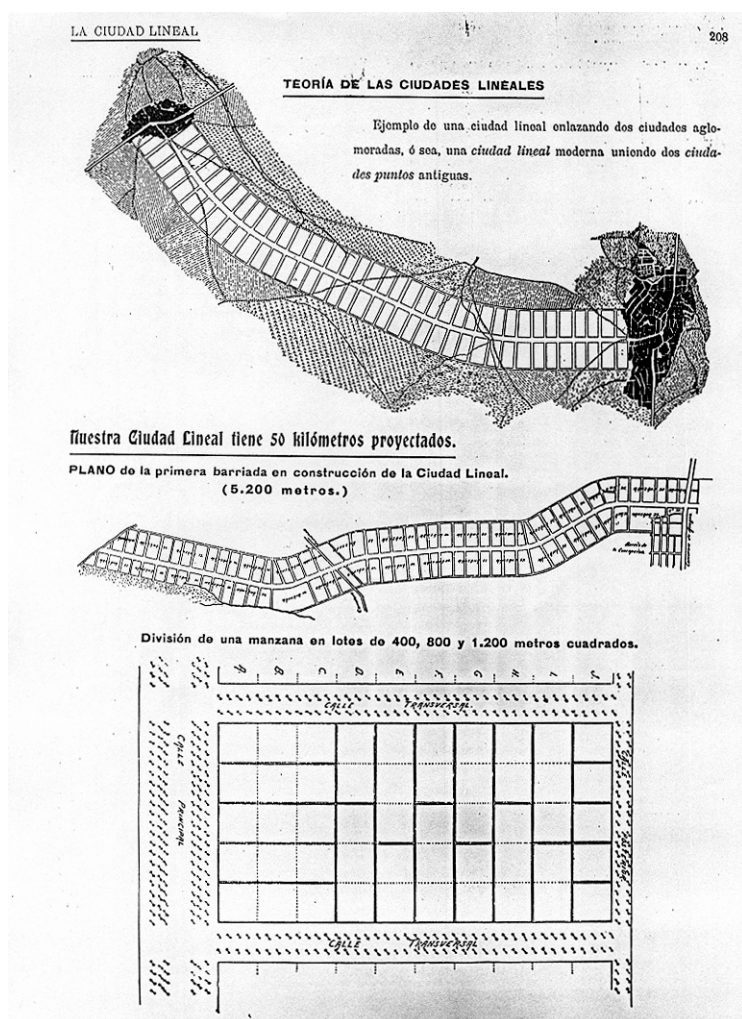 LA CIUDAD LINEAL
208
TEORÍA DE LAS CIUDADES LINEALES
Ejemplo de una ciudad lineal enlazando dos ciudades aglo-
meradas, ó sea, una ciudad lineal moderna uniendo dos ciuda-
des puntos antiguas.
Nuestra Ciudad Lineal tiene 50 kilómetros proyectados.
PLANO de la primera barriada en construcción de la Ciudad Lineal.
(5.200 metros.)
División de una manzana en lotes de 400, 800 y 1.200 metros cuadrados.
A B C D E F G H I J
CALLE TRANSVERSAL
CALLE PRINCIPAL
CALLE
CALLE TRANSVERSAL